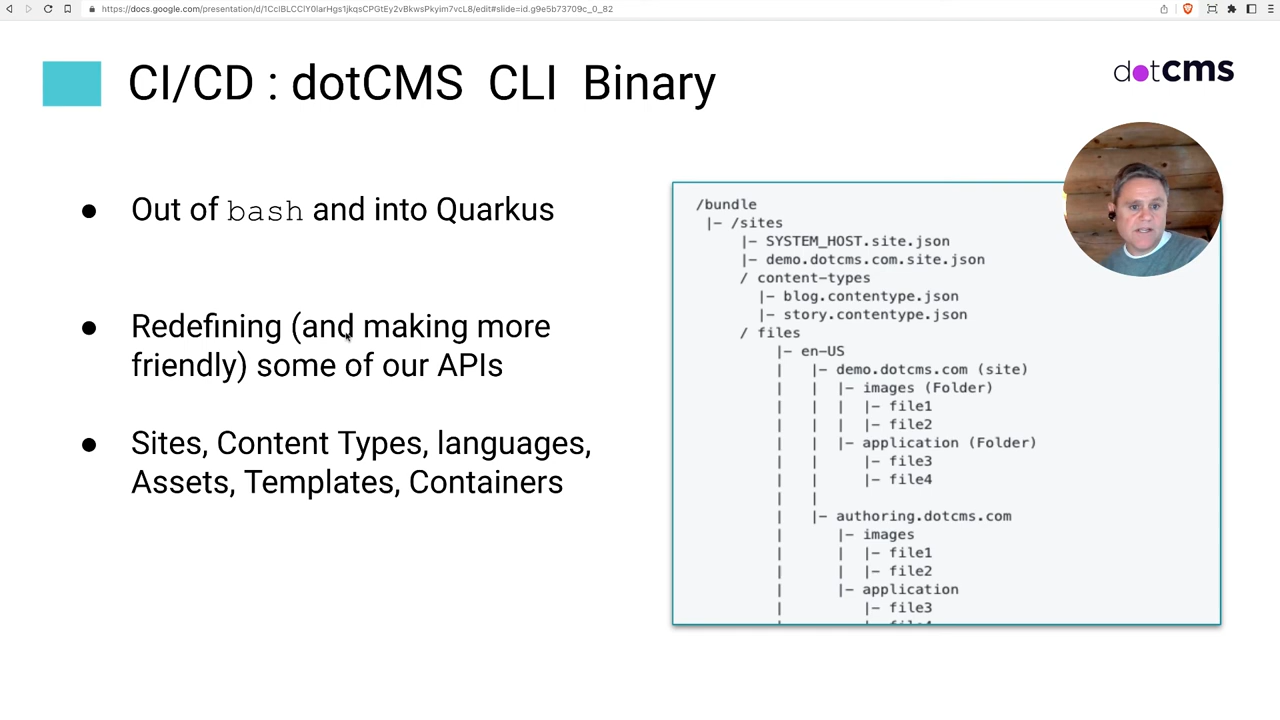 https://docs.google.com/presentation/d/1CclBLCClY0larHgs1jkqsCPGtEy2vBkwsPkyim7vcL8/edit#slide=id.g9e5b73709c_0_82
CI/CD : dotCMS CLI Binary
dotCMS
● Out of bash and into Quarkus
● Redefining (and making more
friendly) some of our APIs
● Sites, Content Types, languages,
Assets, Templates, Containers
/bundle
|– /sites
|– SYSTEM_HOST.site.json
|– demo.dotcms.com.site.json
/ content-types
|– blog.contentype.json
|– story.contentype.json
/ files
|– en-US
| |– demo.dotcms.com (site)
| | |– images (Folder)
| | | |– file1
| | | |– file2
| | |– application (Folder)
| | |– file3
| | |– file4
| |
| |– authoring.dotcms.com
| |– images
| | |– file1
| | |– file2
| |– application
| |– file3